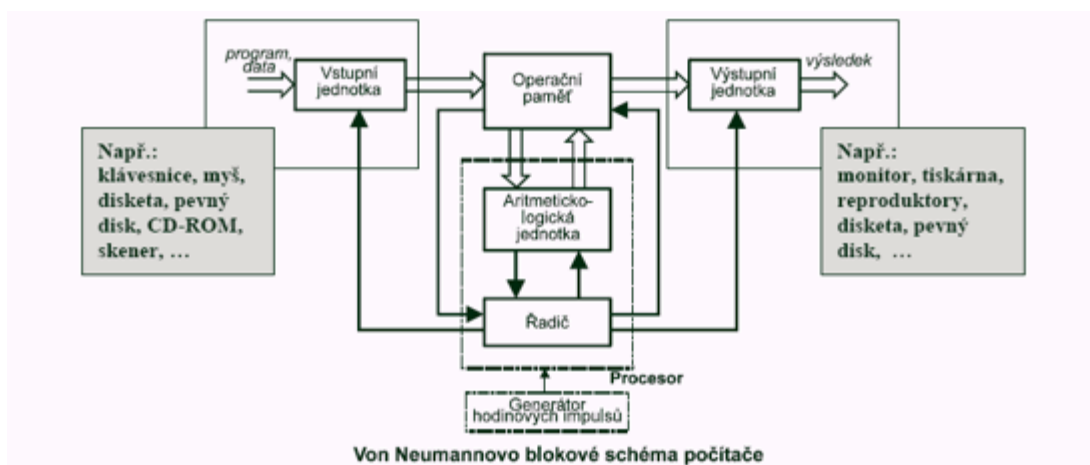 program,
data
Vstupní
jednotka
Operační
paměť
Výstupní
jednotka
výsledek
Např.:
klávesnice, myš,
disketa, pevný
disk, CD-ROM,
skener, …
Např.:
monitor, tiskárna,
reproduktory,
disketa, pevný
disk, …
Aritmeticko-
logická
jednotka
Řadič
Procesor
Generátor
hodinových impulsů
Von Neumannovo blokové schéma počítače